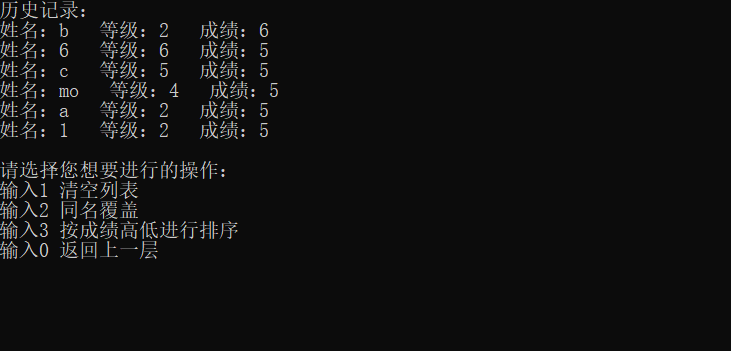 历史记录：
姓名：b   等级：2   成绩：6
姓名：6   等级：6   成绩：5
姓名：c   等级：5   成绩：5
姓名：mo   等级：4   成绩：5
姓名：a   等级：2   成绩：5
姓名：1   等级：2   成绩：5
请选择您想要进行的操作：
输入1 清空列表
输入2 同名覆盖
输入3 按成绩高低进行排序
输入0 返回上一层